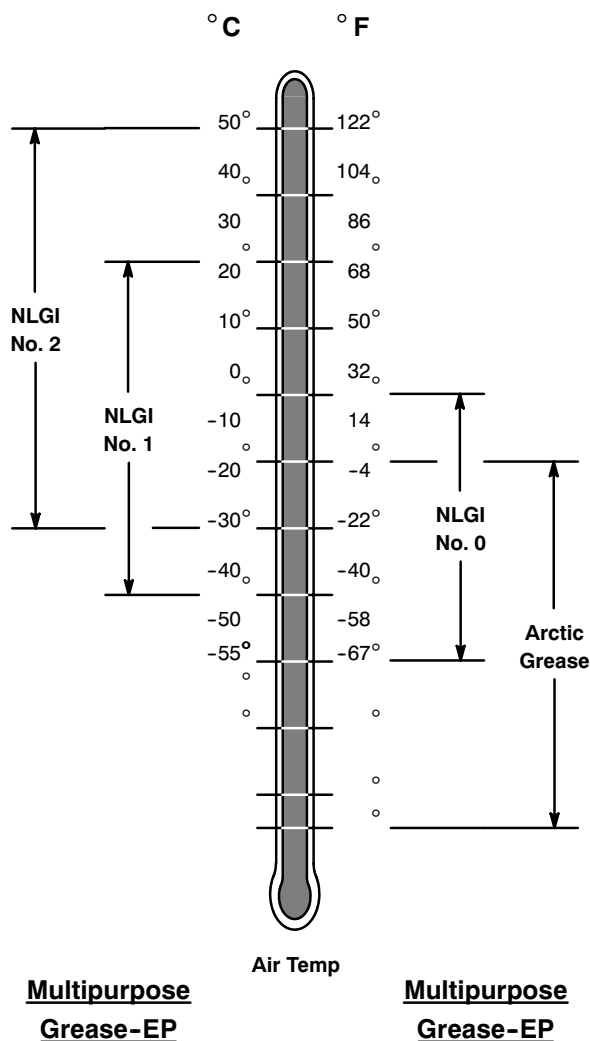 °C °F
50° 122°
40° 104°
30° 86°
20° 68°
10° 50°
0° 32°
-10° 14°
-20° -4°
-30° -22°
-40° -40°
-50° -58°
-55° -67°
NLGI
No. 2
NLGI
No. 1
NLGI
No. 0
Arctic
Grease
Air Temp
Multipurpose
Grease-EP
Multipurpose
Grease-EP